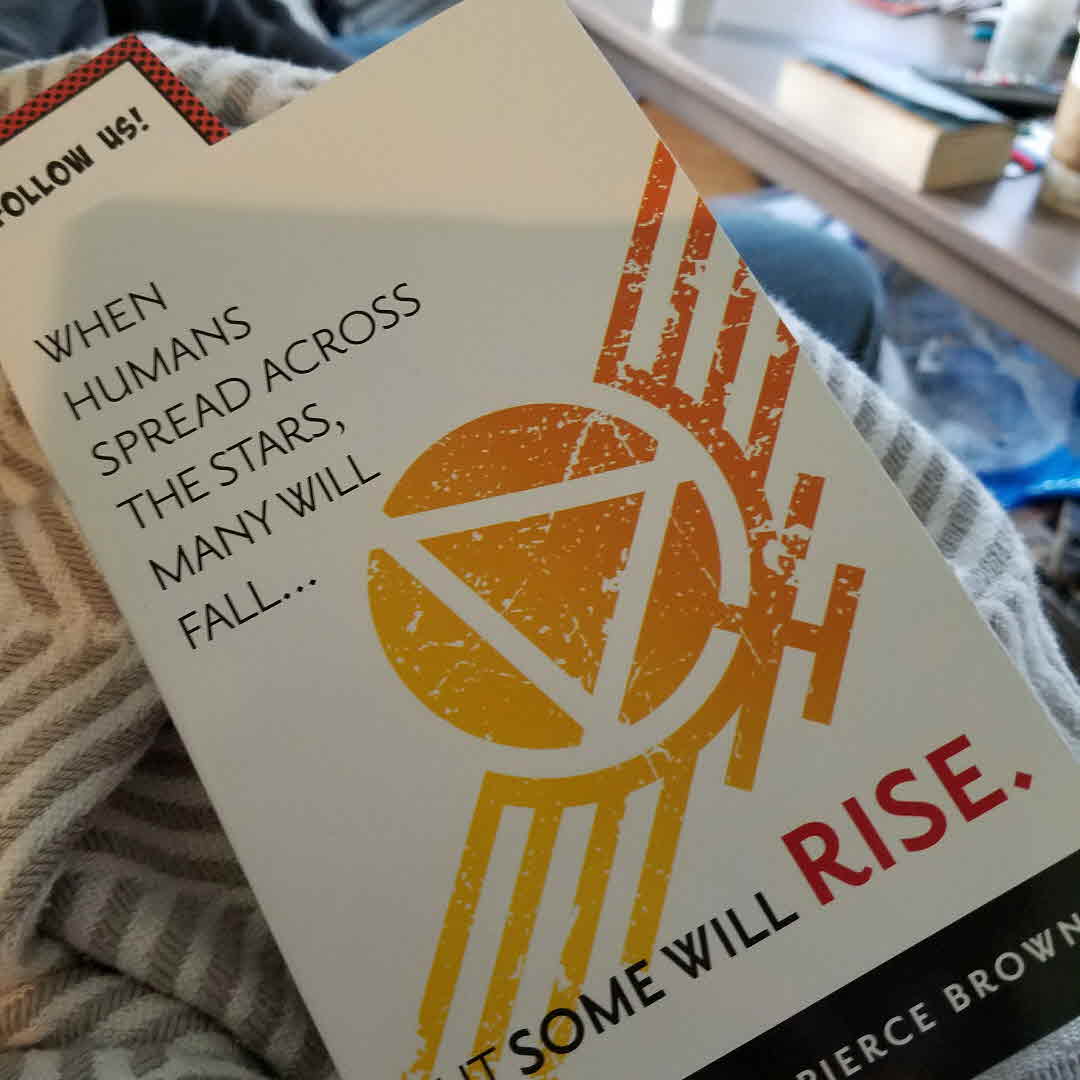 FOLLOW US!
WHEN
HUMANS
SPREAD ACROSS
THE STARS,
MANY WILL
FALL...
SOME WILL RISE.
PIERCE BROWN